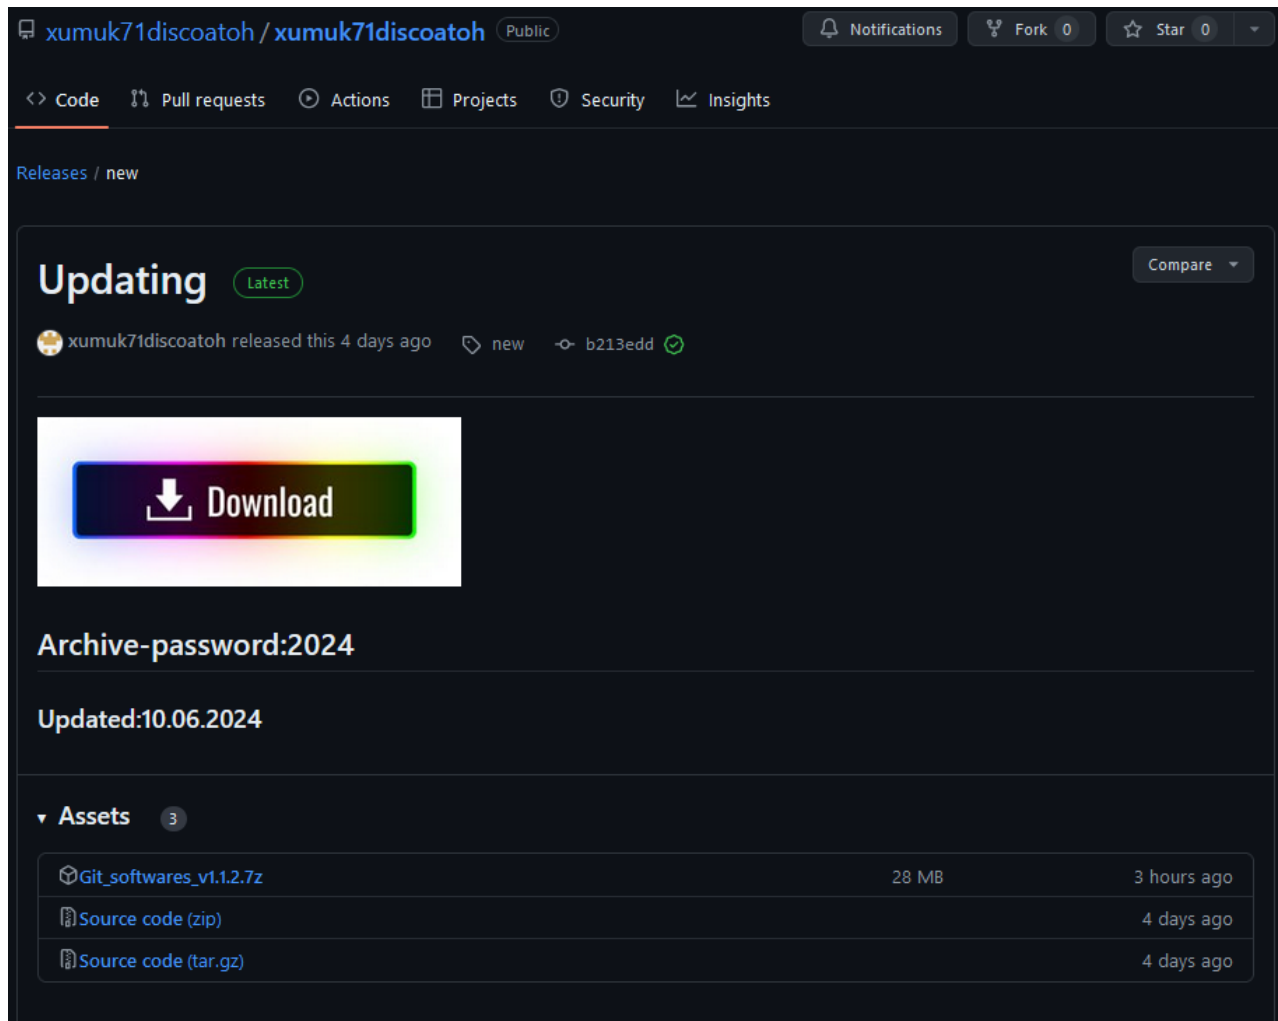 xumuk71discoatoh / xumuk71discoatoh Public Notifications Fork 0 Star 0
Code Pull requests Actions Projects Security Insights
Releases / new
Updating Latest Compare
xumuk71discoatoh released this 4 days ago new b213edd
Download
Archive-password:2024
Updated:10.06.2024
Assets 3
Git_softwares_v1.1.2.7z 28 MB 3 hours ago
Source code (zip) 4 days ago
Source code (tar.gz) 4 days ago